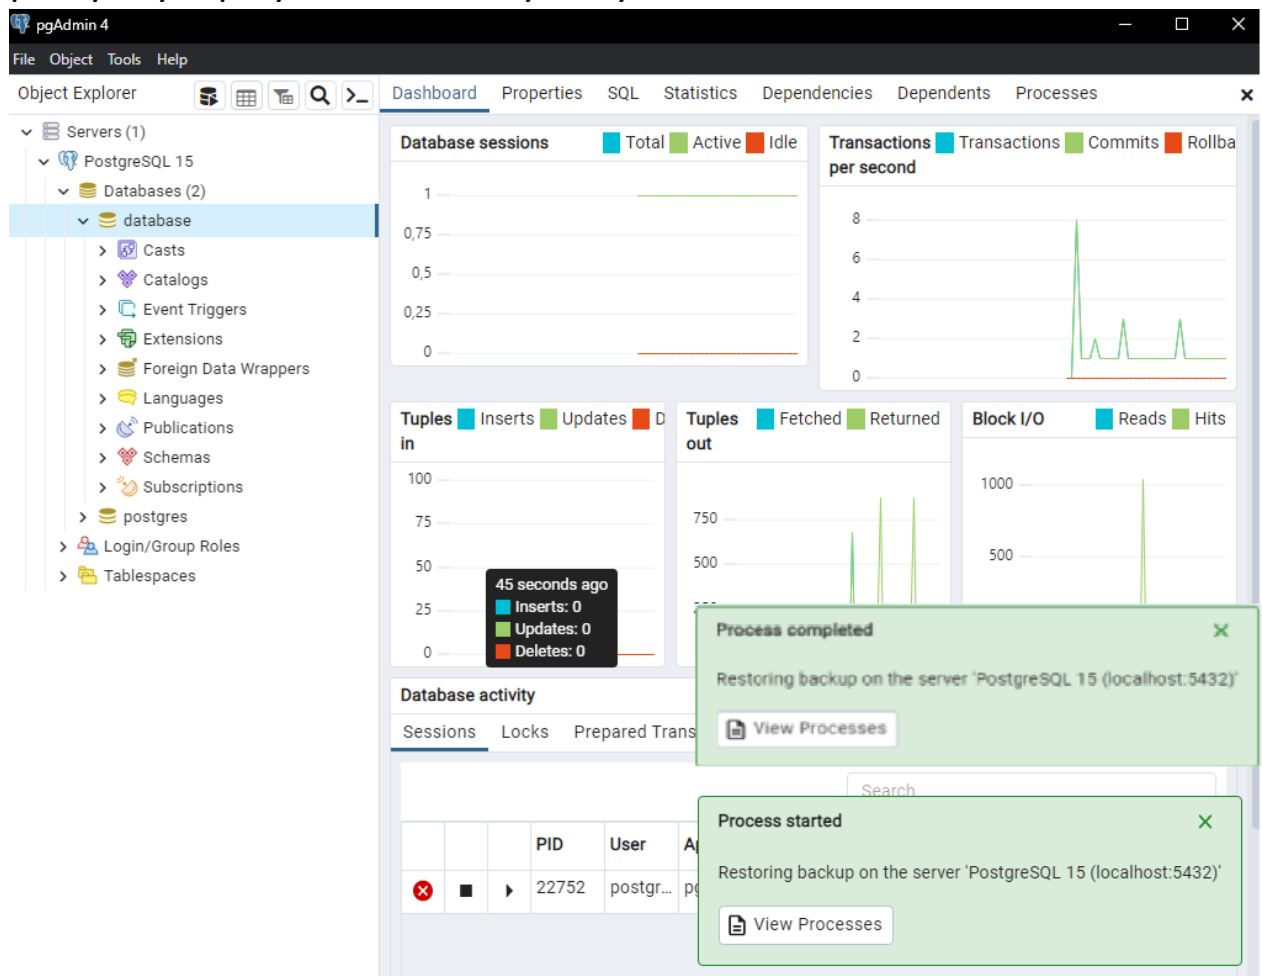 pgAdmin 4
File Object Tools Help
Object Explorer
Dashboard Properties SQL Statistics Dependencies Dependents Processes
Servers (1)
PostgreSQL 15
Databases (2)
database
Casts
Catalogs
Event Triggers
Extensions
Foreign Data Wrappers
Languages
Publications
Schemas
Subscriptions
postgres
Login/Group Roles
Tablespaces
Database sessions Total Active Idle
1
0,75
0,5
0,25
0
Transactions per second Transactions Commits Rollba
8
6
4
2
0
Tuples in Inserts Updates D
100
75
50
25
0
45 seconds ago
Inserts: 0
Updates: 0
Deletes: 0
Tuples out Fetched Returned
750
500
Block I/O Reads Hits
1000
500
Process completed
Restoring backup on the server 'PostgreSQL 15 (localhost:5432)'
View Processes
Database activity
Sessions Locks Prepared Trans
Search
PID User
22752 postgr...
Process started
Restoring backup on the server 'PostgreSQL 15 (localhost:5432)'
View Processes